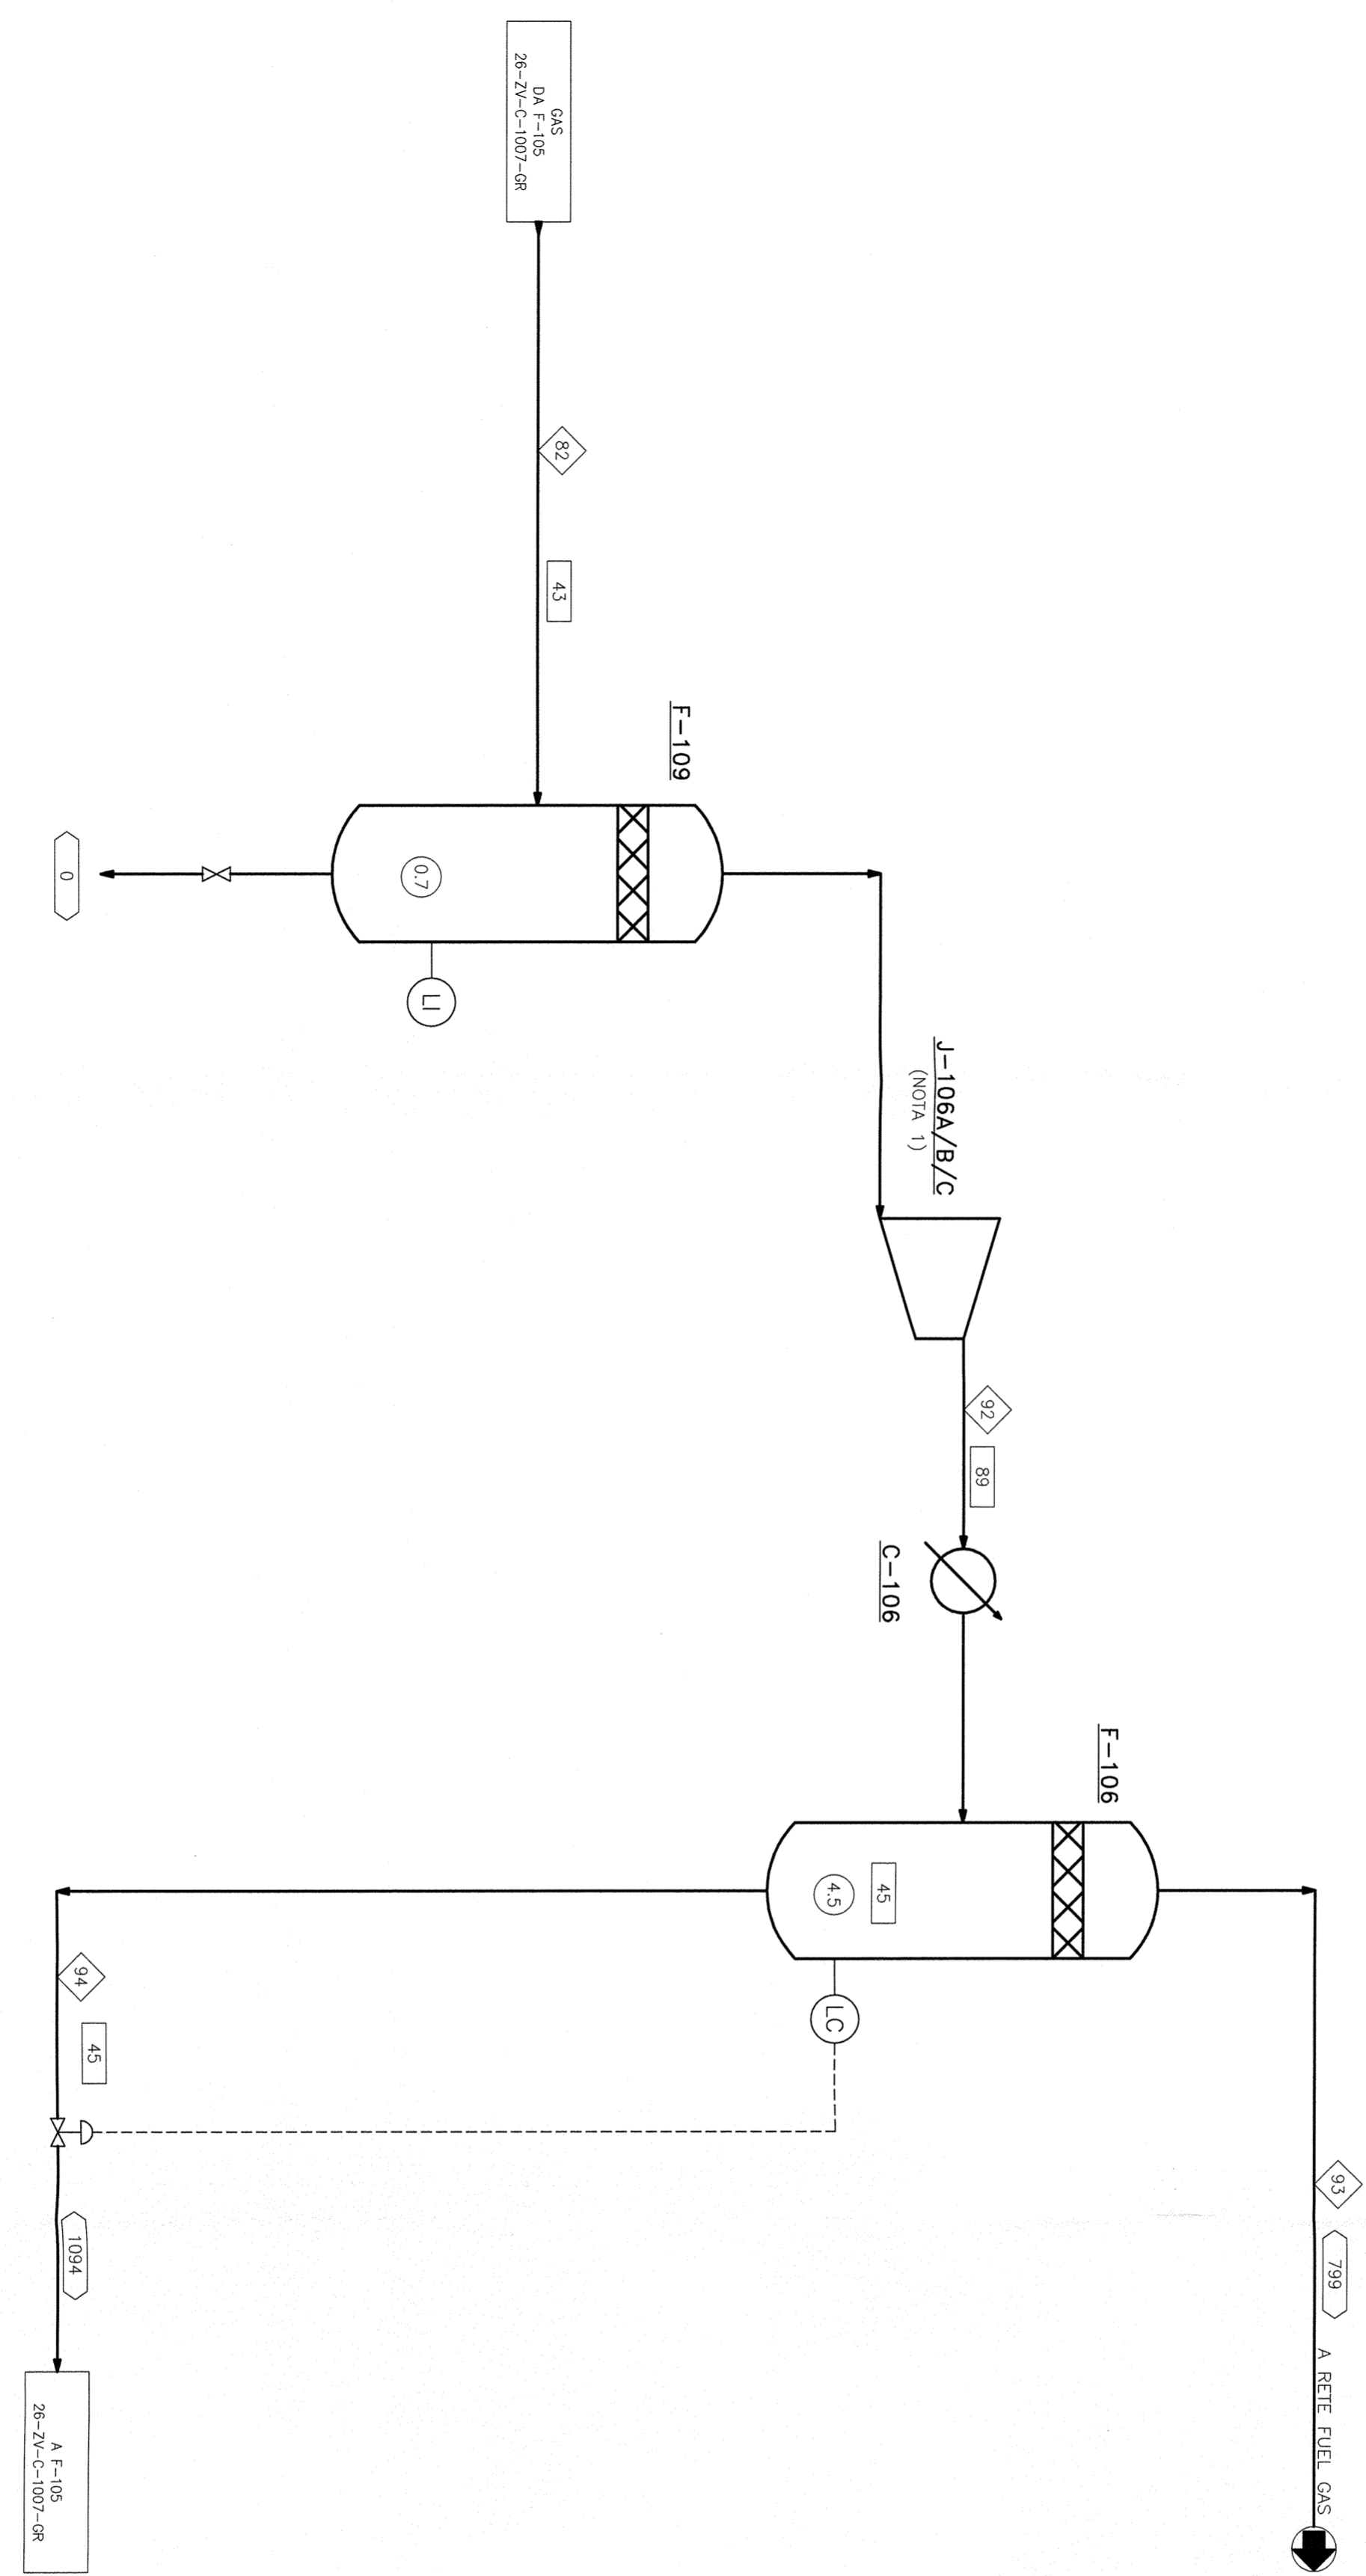 GAS
DA F-105
26-ZV-C-1007-GR
82
43
F-109
0.7
LI
0
J-106A/B/C
(NOTA 1)
92
89
C-106
F-106
45
4.5
LC
93
799
A RETE FUEL GAS
94
45
1094
A F-105
26-ZV-C-1007-GR